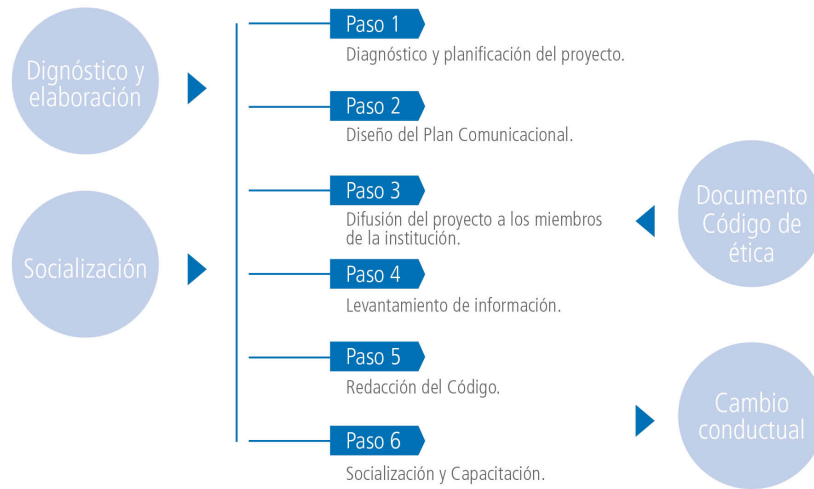 Dignóstico y
elaboración
Socialización
Paso 1
Diagnóstico y planificación del proyecto.
Paso 2
Diseño del Plan Comunicacional.
Paso 3
Difusión del proyecto a los miembros
de la institución.
Paso 4
Levantamiento de información.
Paso 5
Redacción del Código.
Paso 6
Socialización y Capacitación.
Documento
Código de
ética
Cambio
conductual